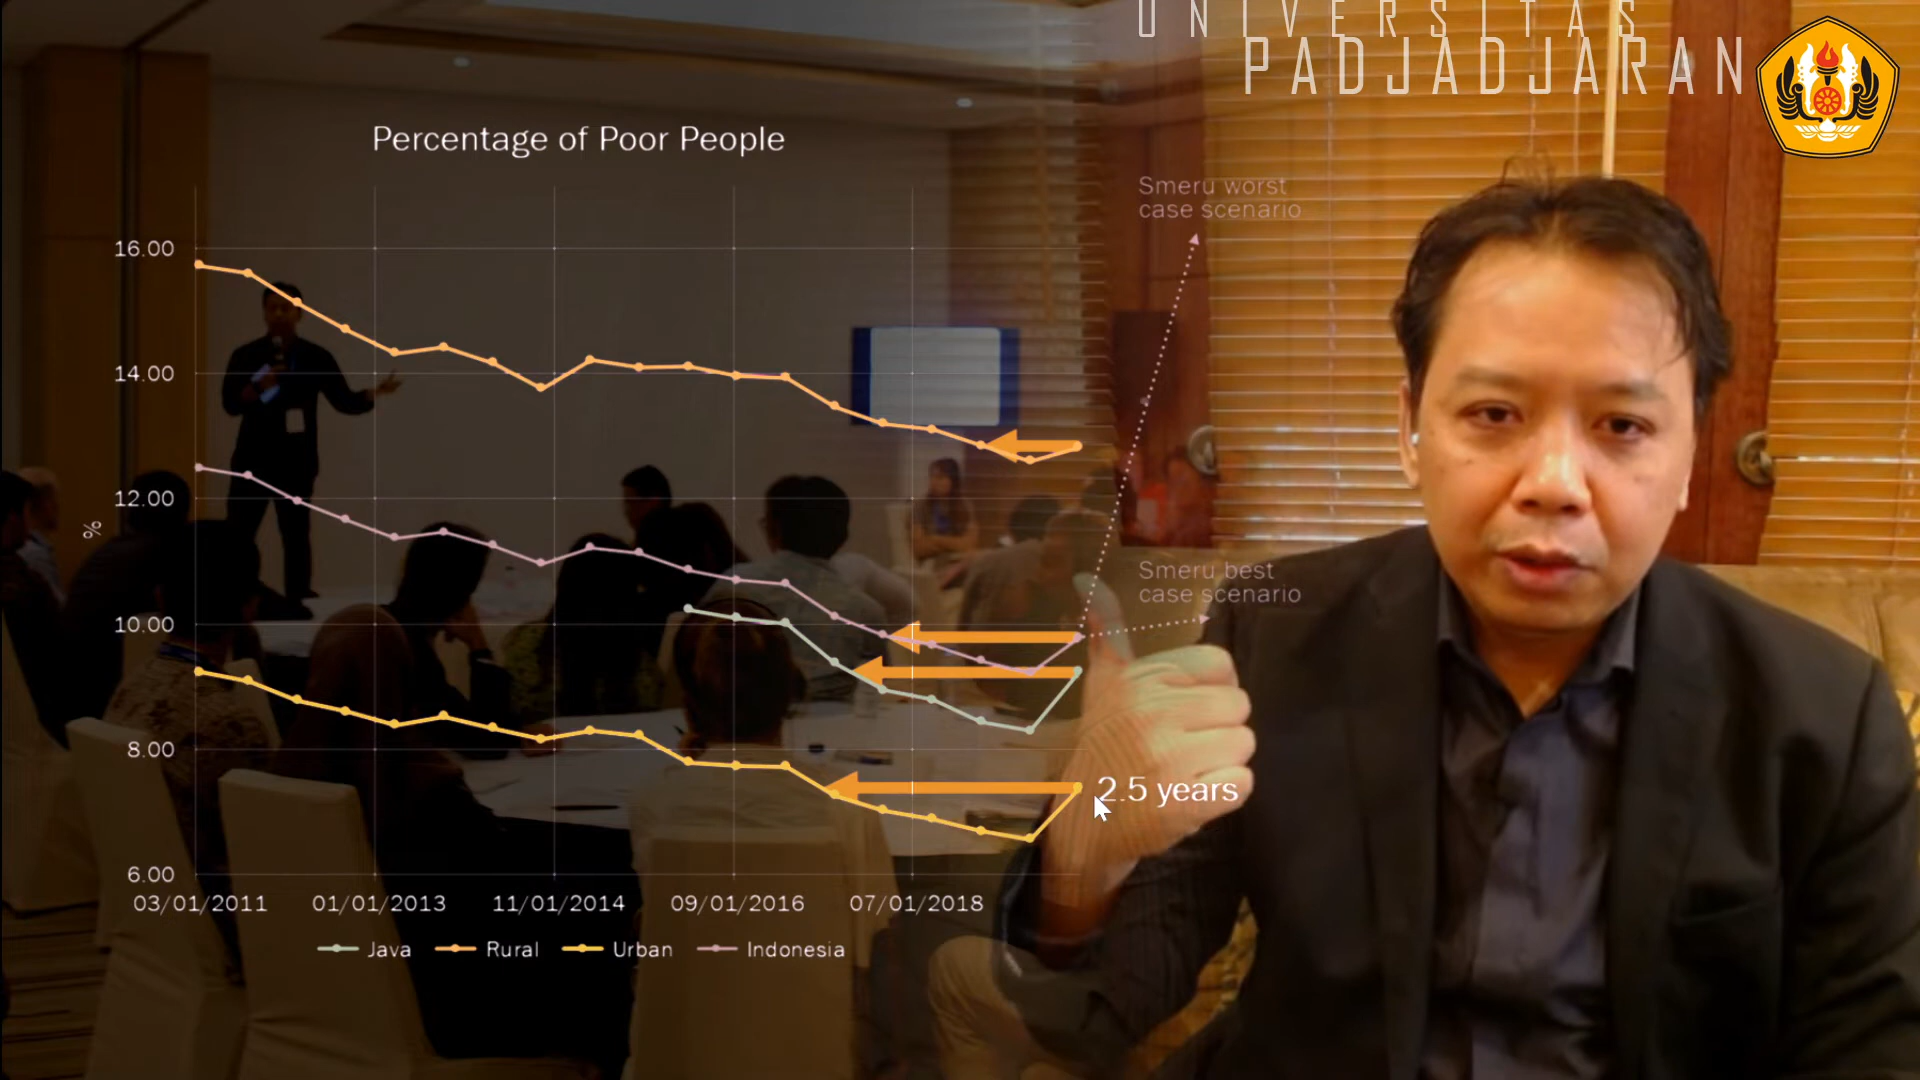 UNIVERSITAS
PADJADJARAN
Percentage of Poor People
Smeru worst
case scenario
16.00
14.00
12.00
%
Smeru best
case scenario
10.00
8.00
2.5 years
6.00
03/01/2011 01/01/2013 11/01/2014 09/01/2016 07/01/2018
Java Rural Urban Indonesia